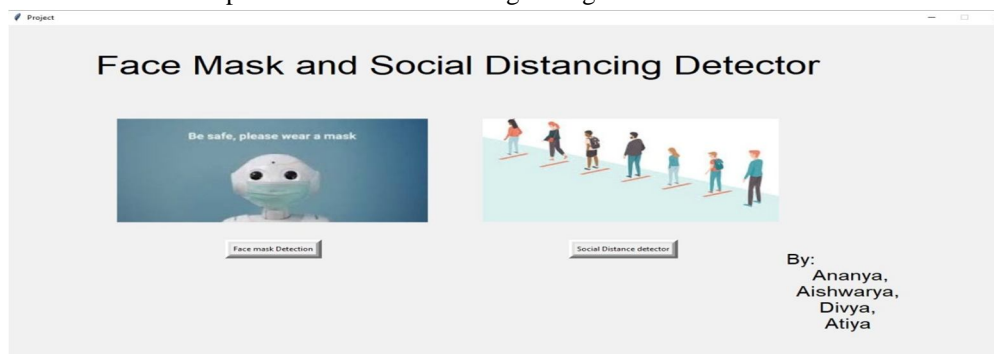 Project
Face Mask and Social Distancing Detector
Be safe, please wear a mask
Face mask Detection
Social Distance detector
By:
Ananya,
Aishwarya,
Divya,
Atiya